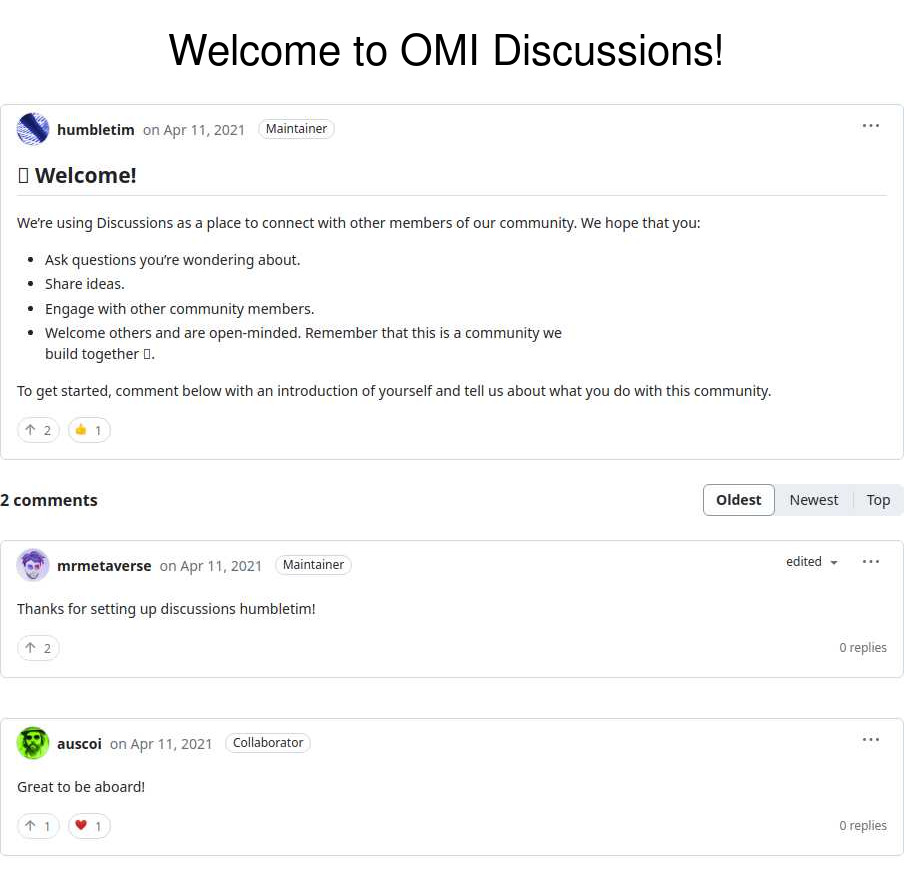 Welcome to OMI Discussions!
humbletim on Apr 11, 2021 Maintainer ...
Welcome!
We’re using Discussions as a place to connect with other members of our community. We hope that you:
• Ask questions you’re wondering about.
• Share ideas.
• Engage with other community members.
• Welcome others and are open-minded. Remember that this is a community we
build together .
To get started, comment below with an introduction of yourself and tell us about what you do with this community.
↑ 2 👍 1
2 comments Oldest Newest Top
mrmetaverse on Apr 11, 2021 Maintainer edited ...
Thanks for setting up discussions humbletim!
↑ 2 0 replies
auscoi on Apr 11, 2021 Collaborator ...
Great to be aboard!
↑ 1 ❤️ 1 0 replies